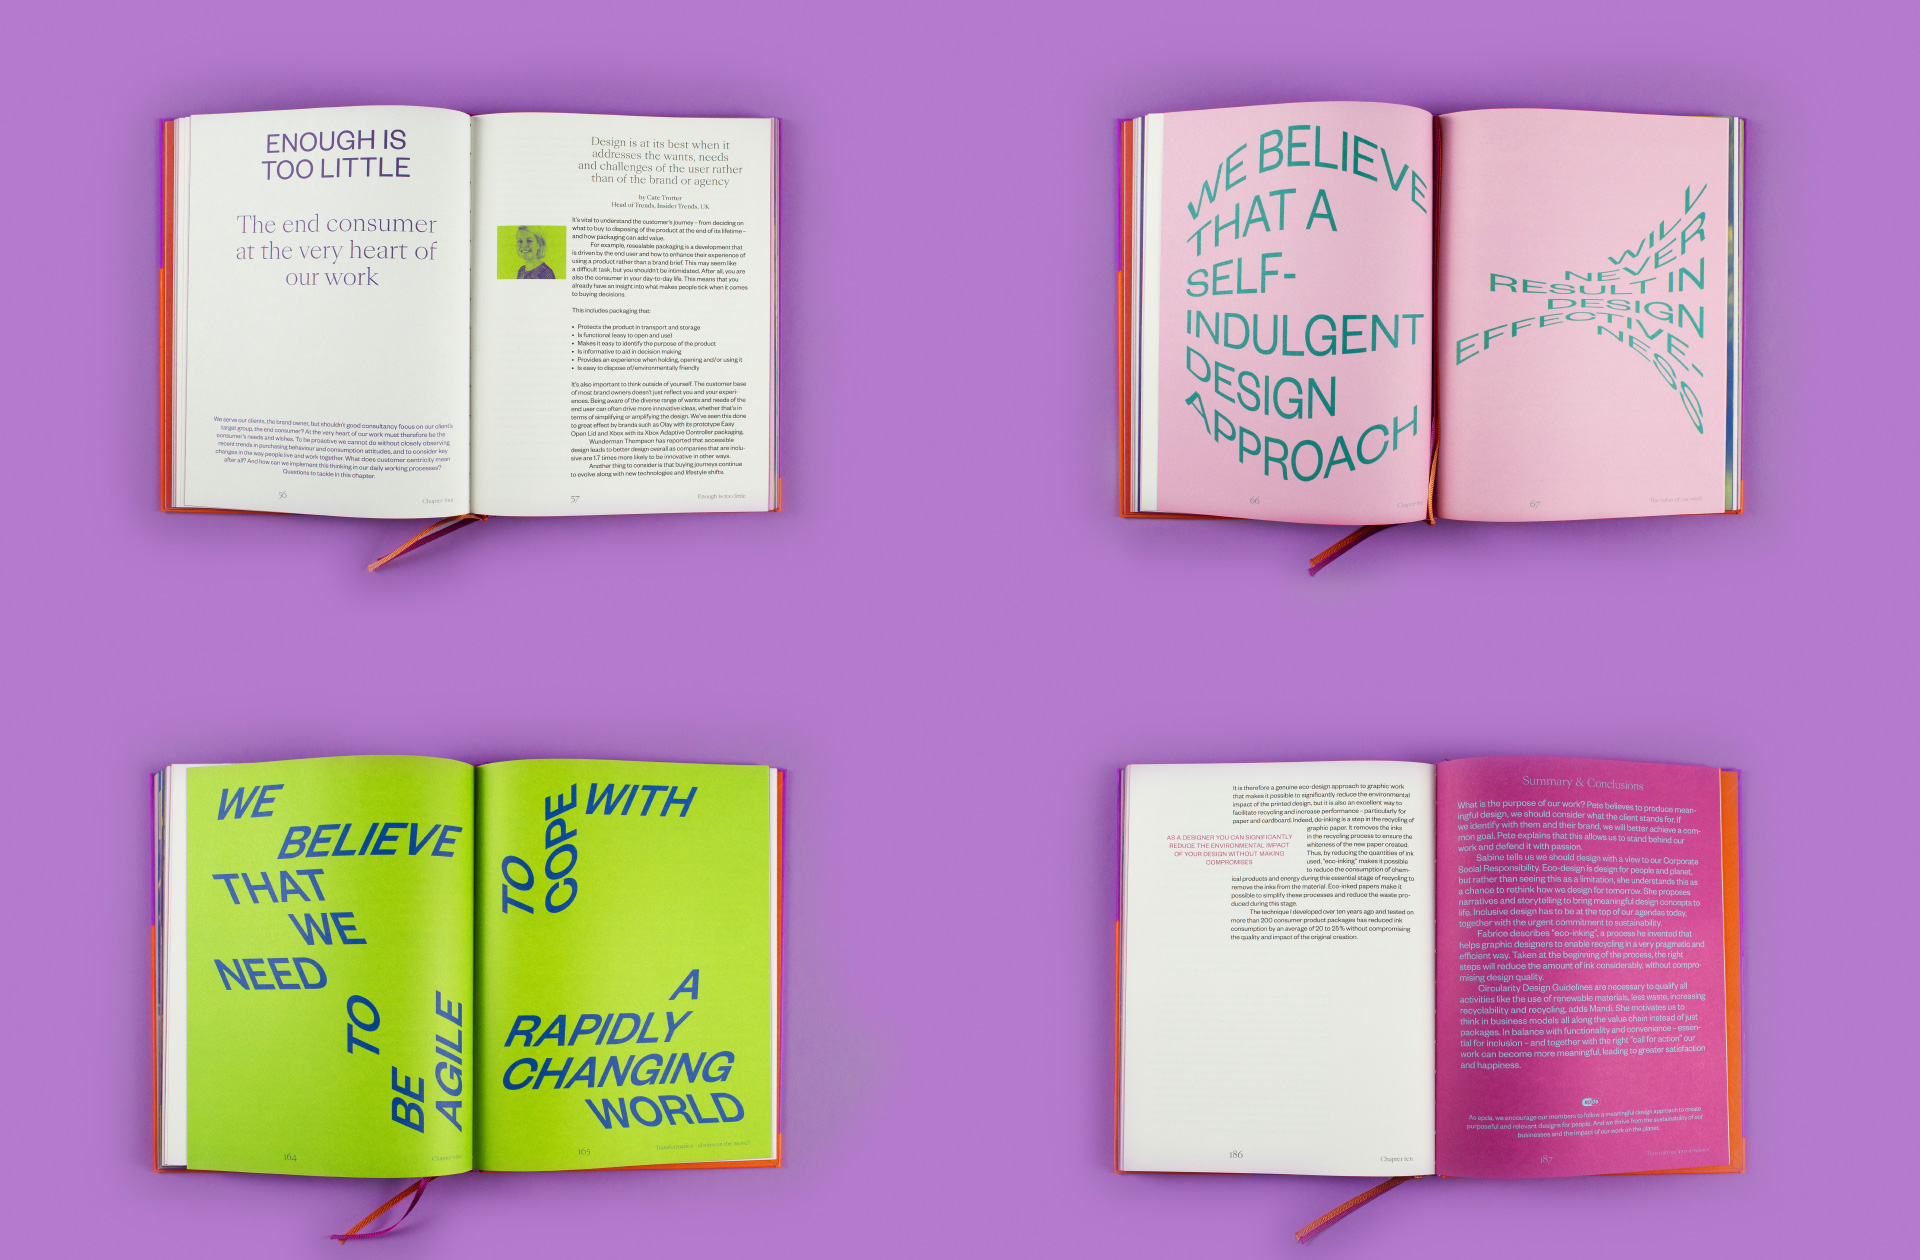 ENOUGH IS
TOO LITTLE
The end consumer
at the very heart of
our work
We serve our clients, the brand owner, but shouldn't good consultancy focus on our client's
target group, the end consumer? At the very heart of our work must therefore be the
consumer's needs and wishes. To be proactive we cannot do without closely observing
recent trends in purchasing behaviour and consumption attitudes, and to consider key
changes in the way people live and work together. What does customer centricity mean
after all? And how can we implement this thinking in our daily working processes?
Questions to tackle in this chapter.
56
Design is at its best when it
addresses the wants, needs
and challenges of the user rather
than of the brand or agency
by Cate Trotter
Head of Trends, Insider Trends, UK
It's vital to understand the customer's journey – from deciding on
what to buy to disposing of the product at the end of its lifetime –
and how packaging can add value.
For example, resealable packaging is a development that
is driven by the end user and how to enhance their experience of
using a product rather than a brand brief. This may seem like
a difficult task, but you shouldn't be intimidated. After all, you are
also the consumer in your day-to-day life. This means that you
already have an insight into what makes people tick when it comes
to buying decisions.
This includes packaging that:
• Protects the product in transport and storage
• Is functional (easy to open and use)
• Makes it easy to identify the purpose of the product
• Is informative to aid in decision making
• Provides an experience when holding, opening and/or using it
• Is easy to dispose of/environmentally friendly
It's also important to think outside of yourself. The customer base
of most brand owners doesn't just reflect you and your experi-
ences. Being aware of the diverse range of wants and needs of the
end user can often drive more innovative ideas, whether that's in
terms of simplifying or amplifying the design. We've seen this done
to great effect by brands such as Olay with its prototype Easy
Open Lid and Xbox with its Xbox Adaptive Controller packaging.
Wunderman Thompson has reported that accessible
design leads to better design overall as companies that are inclu-
sive are 1.7 times more likely to be innovative in other ways.
Another thing to consider is that buying journeys continue
to evolve along with new technologies and lifestyle shifts.
57
Enough is too little
WE BELIEVE
THAT A
SELF-
INDULGENT
DESIGN
APPROACH
66
WILL
NEVER
RESULT IN
DESIGN
EFFECTIVE-
NESS
67
The value of our work
WE
BELIEVE
THAT
WE
NEED
TO
BE
AGILE
164
TO
COPE
WITH
A
RAPIDLY
CHANGING
WORLD
165
It is therefore a genuine eco-design approach to graphic work
that makes it possible to significantly reduce the environmental
impact of the printed design, but it is also an excellent way to
facilitate recycling and increase performance – particularly for
paper and cardboard. Indeed, de-inking is a step in the recycling of
graphic paper. It removes the inks
in the recycling process to ensure the
whiteness of the new paper created.
Thus, by reducing the quantities of ink
used, "eco-inking" makes it possible
to reduce the consumption of chem-
ical products and energy during this essential stage of recycling to
remove the inks from the material. Eco-inked papers make it
possible to simplify these processes and reduce the waste pro-
duced during this stage.
The technique I developed over ten years ago and tested on
more than 200 consumer product packages has reduced ink
consumption by an average of 20 to 25% without compromising
the quality and impact of the original creation.
AS A DESIGNER YOU CAN SIGNIFICANTLY
REDUCE THE ENVIRONMENTAL IMPACT
OF YOUR DESIGN WITHOUT MAKING
COMPROMISES
186
Chapter ten
Summary & Conclusions
What is the purpose of our work? Pete believes to produce mean-
ingful design, we should consider what the client stands for. If
we identify with them and their brand, we will better achieve a com-
mon goal. Pete explains that this allows us to stand behind our
work and defend it with passion.
Sabine tells us we should design with a view to our Corporate
Social Responsibility. Eco-design is design for people and planet,
but rather than seeing this as a limitation, she understands this as
a chance to rethink how we design for tomorrow. She proposes
narratives and storytelling to bring meaningful design concepts to
life. Inclusive design has to be at the top of our agendas today,
together with the urgent commitment to sustainability.
Fabrice describes "eco-inking", a process he invented that
helps graphic designers to enable recycling in a very pragmatic and
efficient way. Taken at the beginning of the process, the right
steps will reduce the amount of ink considerably, without compro-
mising design quality.
Circularity Design Guidelines are necessary to qualify all
activities like the use of renewable materials, less waste, increasing
recyclability and recycling, adds Mandi. She motivates us to
think in business models all along the value chain instead of just
packages. In balance with functionality and convenience – essen-
tial for inclusion – and together with the right "call for action" our
work can become more meaningful, leading to greater satisfaction
and happiness.
As epda, we encourage our members to follow a meaningful design approach to create
purposeful and relevant designs for people. And we thrive from the sustainability of our
businesses and the impact of our work on the planet.
187